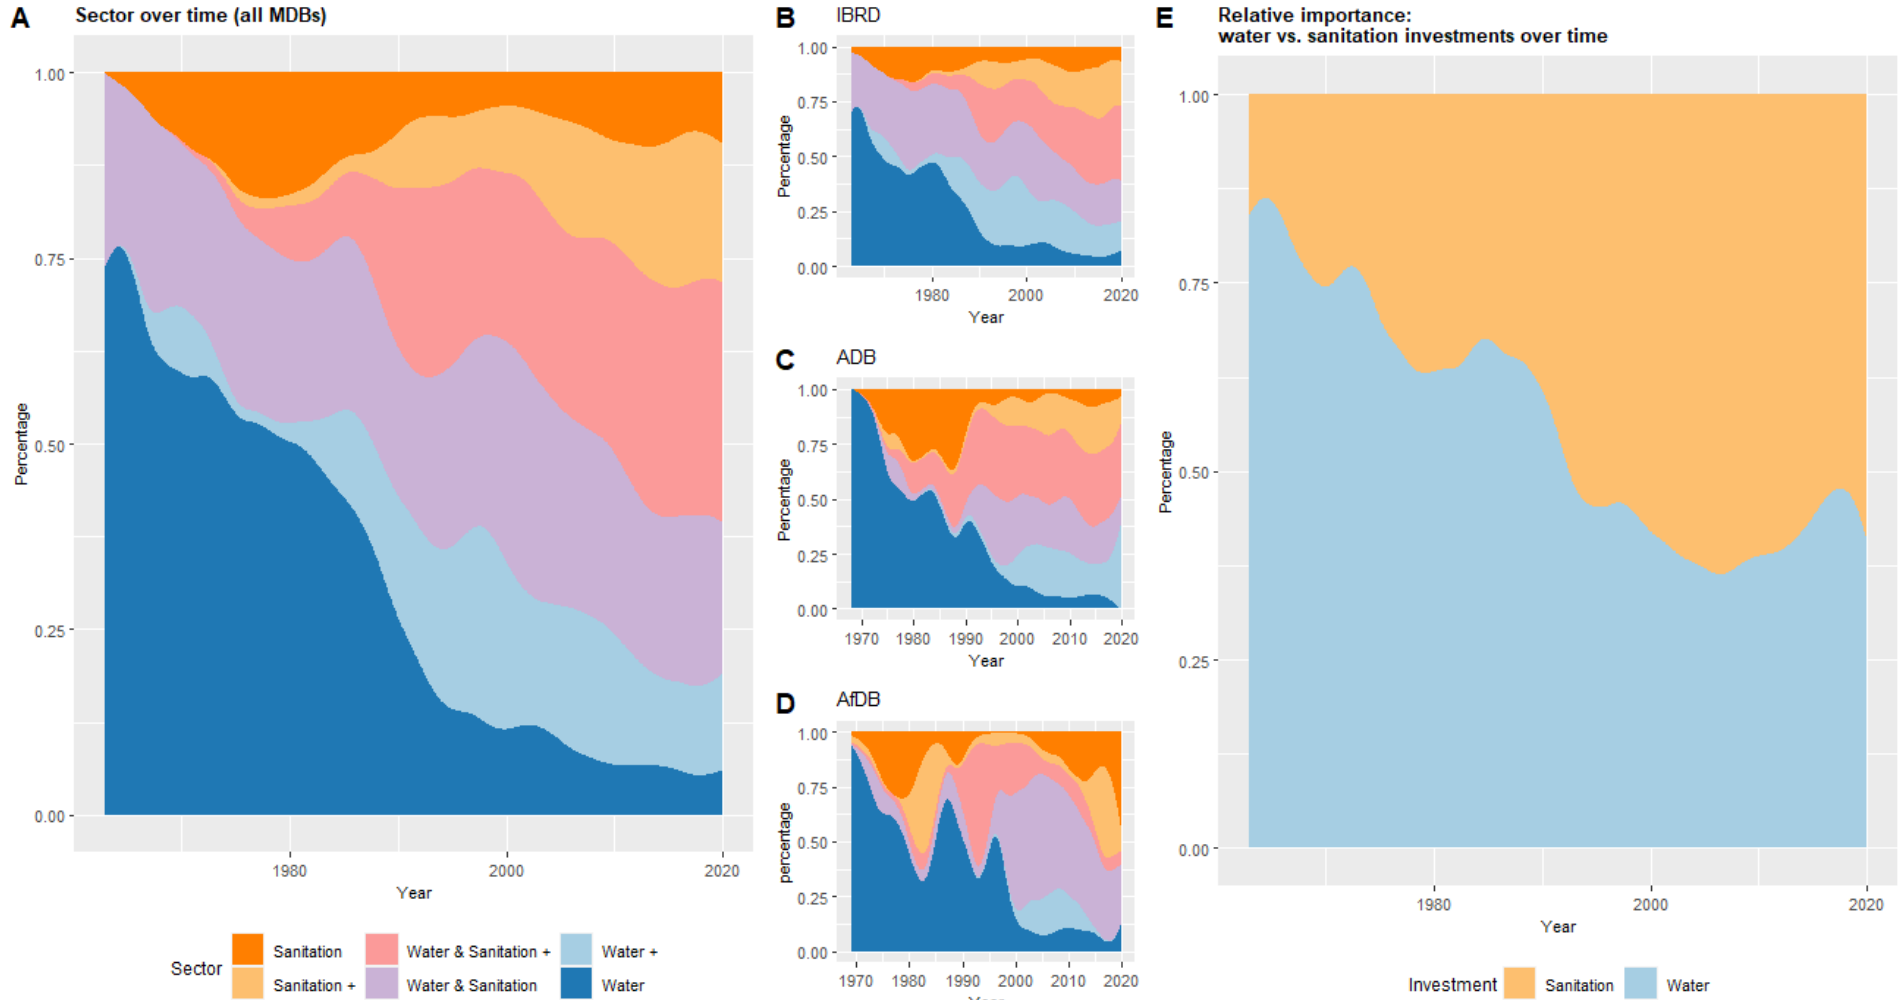 A
Sector over time (all MDBs)
1.00
0.75
0.50
0.25
0.00
Percentage
1980
2000
2020
Year
Sector
Sanitation
Water & Sanitation +
Water +
Sanitation +
Water & Sanitation
Water
B
IBRD
1.00
0.75
0.50
0.25
0.00
Percentage
1980
2000
2020
Year
C
ADB
1.00
0.75
0.50
0.25
0.00
Percentage
1970
1980
1990
2000
2010
2020
Year
D
AfDB
1.00
0.75
0.50
0.25
0.00
percentage
1970
1980
1990
2000
2010
2020
Year
E
Relative importance:
water vs. sanitation investments over time
1.00
0.75
0.50
0.25
0.00
Percentage
1980
2000
2020
Year
Investment
Sanitation
Water